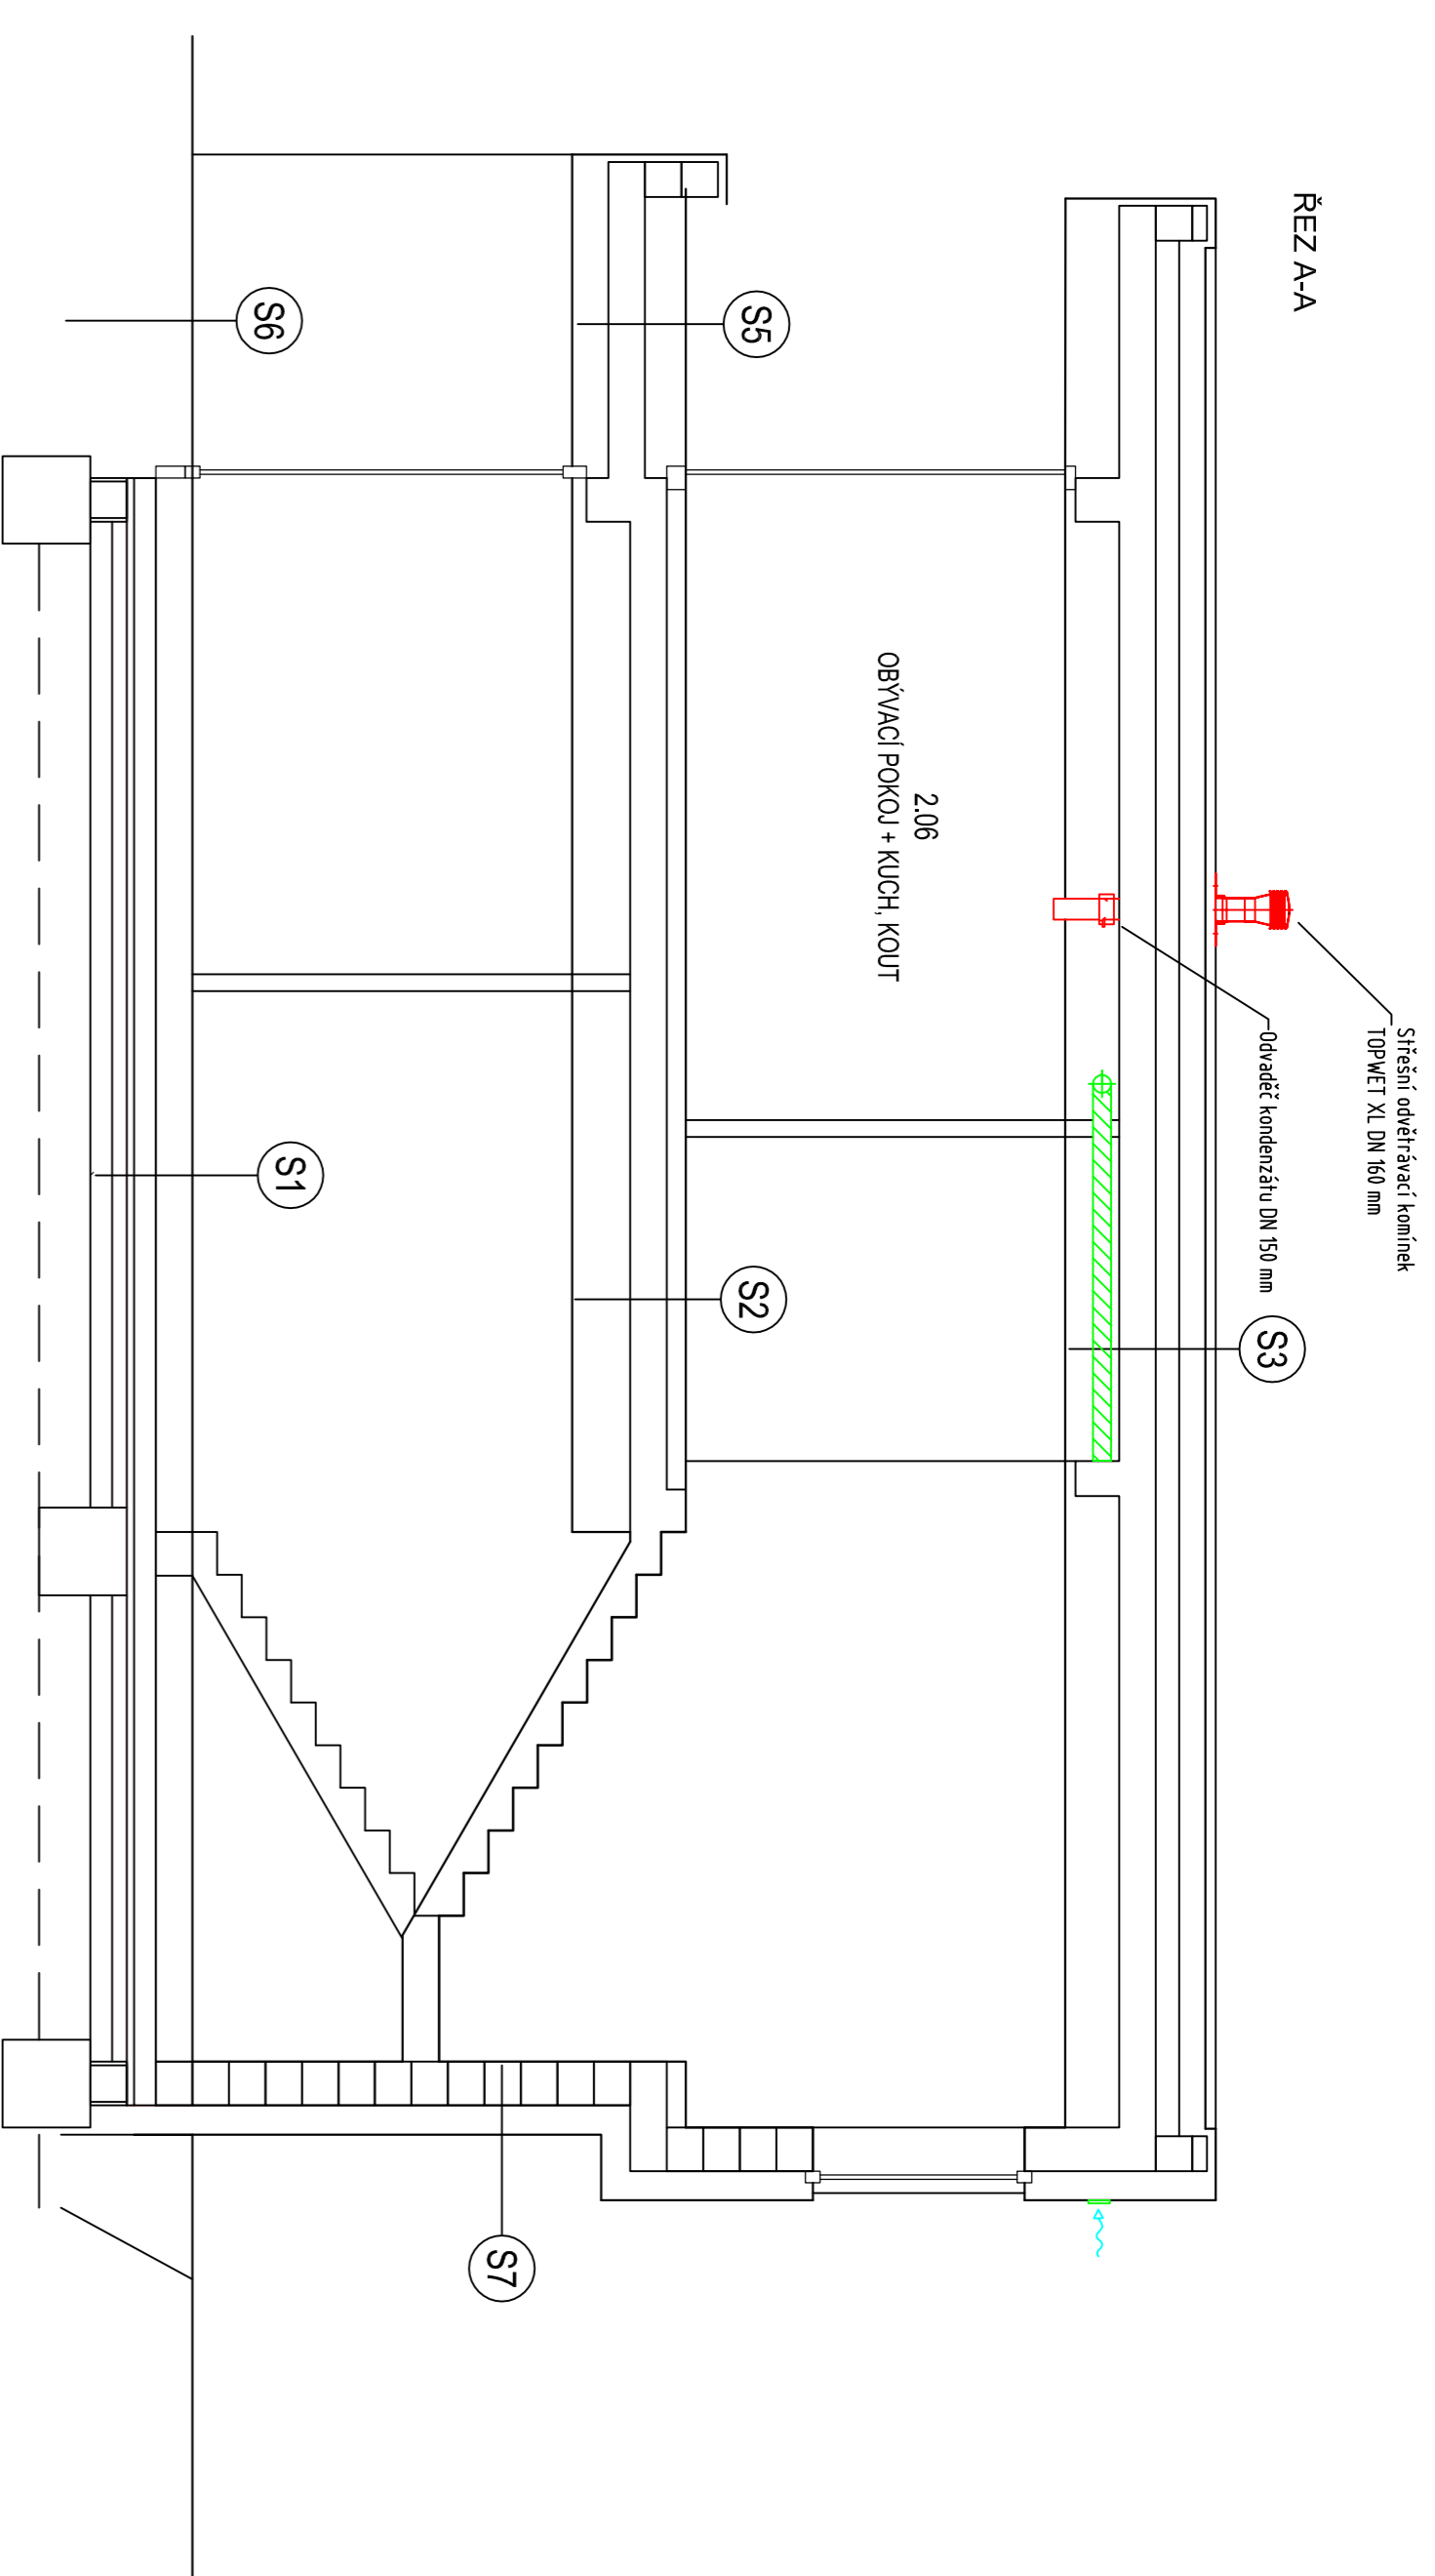 ŘEZ A-A
Střešní odvětrávací komínek
TOPWET XL DN 160 mm
Odvaděč kondenzátu DN 150 mm
S3
2.06
OBÝVACÍ POKOJ + KUCH, KOUT
S5
S2
S6
S1
S7